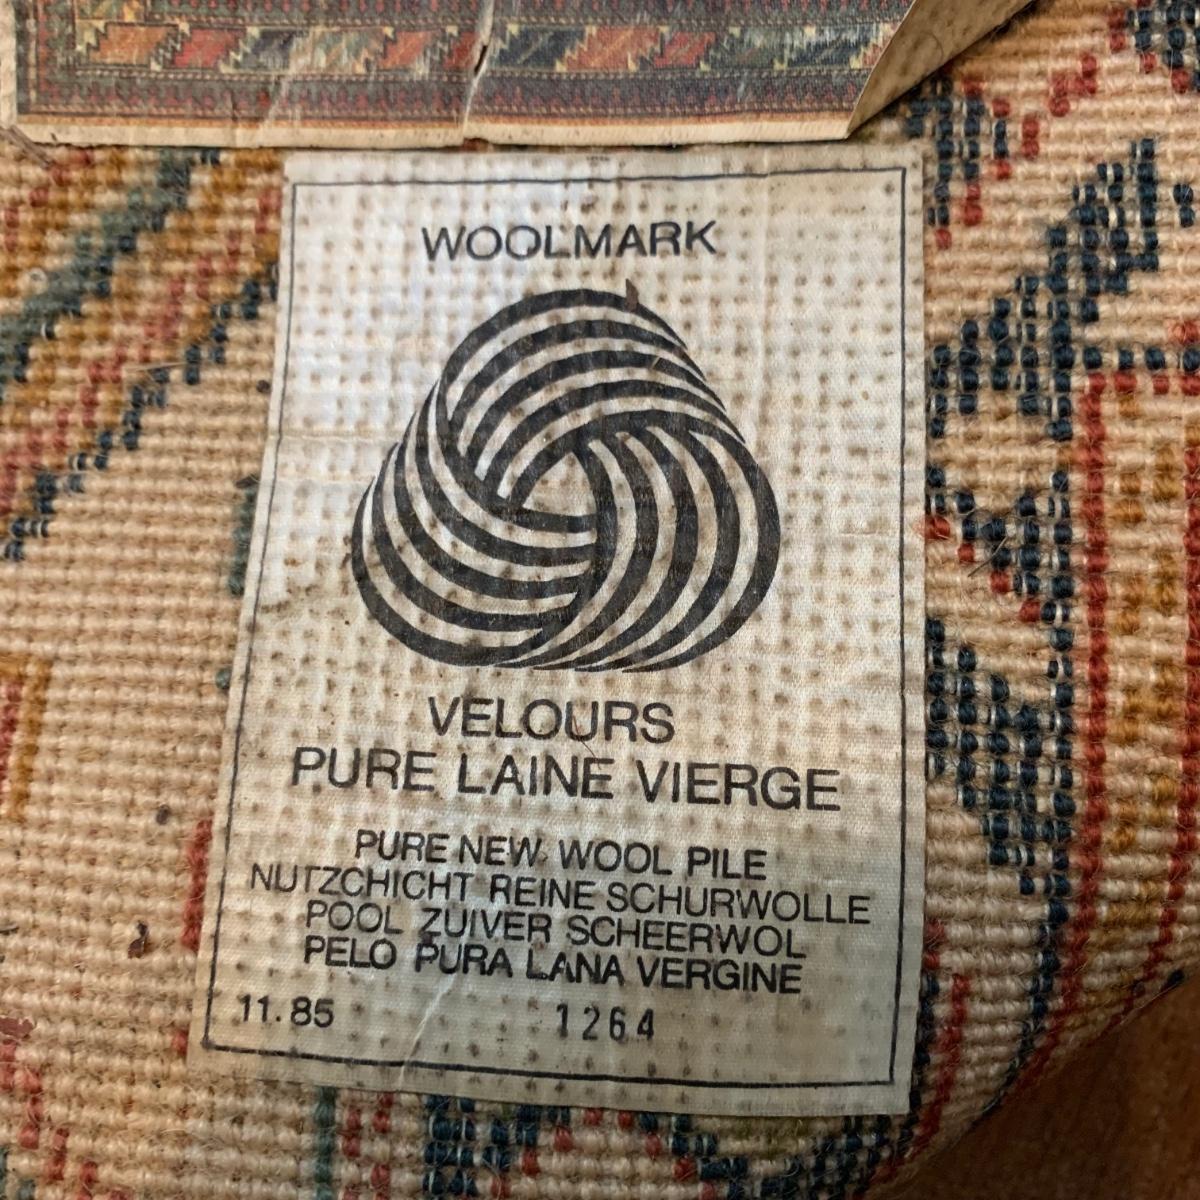 WOOLMARK
VELOURS
PURE LAINE VIERGE
PURE NEW WOOL PILE
NUTZCHICHT REINE SCHURWOLLE
POOL ZUIVER SCHEERWOL
PELO PURA LANA VERGINE
11.85 1264